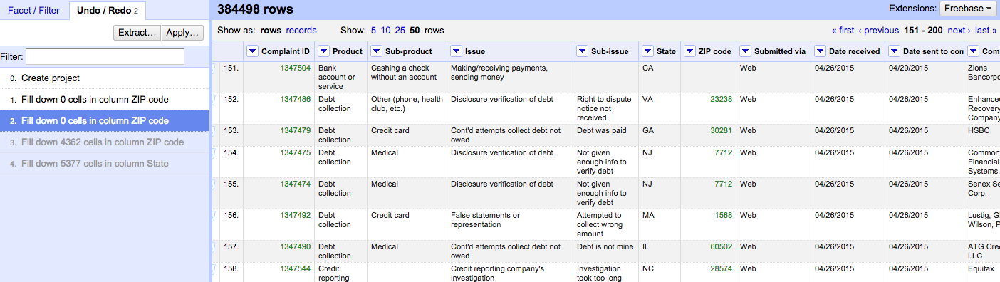 Facet / Filter Undo / Redo 2
384498 rows
Extensions: Freebase
Extract... Apply...
Show as: rows records Show: 5 10 25 50 rows
« first ‹ previous 151 - 200 next › last »
Filter:
0. Create project
1. Fill down 0 cells in column ZIP code
2. Fill down 0 cells in column ZIP code
3. Fill down 4362 cells in column ZIP code
4. Fill down 5377 cells in column State
Complaint ID Product Sub-product Issue Sub-issue State ZIP code Submitted via Date received Date sent to com Com
151. 1347504 Bank Cashing a check Making/receiving payments, CA Web 04/26/2015 04/29/2015 Zions
account or without an account sending money Bancorpo
service
152. 1347486 Debt Other (phone, health Disclosure verification of debt Right to dispute VA 23238 Web 04/26/2015 04/26/2015 Enhance
collection club, etc.) notice not Recovery
received Company
153. 1347479 Debt Credit card Cont'd attempts collect debt not Debt was paid GA 30281 Web 04/26/2015 04/26/2015 HSBC
collection owed
154. 1347475 Debt Medical Disclosure verification of debt Not given NJ 7712 Web 04/26/2015 04/26/2015 Common
collection enough info to Financial
verify debt Systems,
155. 1347474 Debt Medical Disclosure verification of debt Not given NJ 7712 Web 04/26/2015 04/26/2015 Senex Se
collection enough info to Corp.
verify debt
156. 1347492 Debt Credit card False statements or Attempted to MA 1568 Web 04/26/2015 04/26/2015 Lustig, G
collection representation collect wrong Wilson, P
amount
157. 1347490 Debt Medical Cont'd attempts collect debt not Debt is not mine IL 60502 Web 04/26/2015 04/26/2015 ATG Cre
collection owed LLC
158. 1347544 Credit Credit reporting company's Investigation NC 28574 Web 04/26/2015 04/26/2015 Equifax
reporting investigation took too long